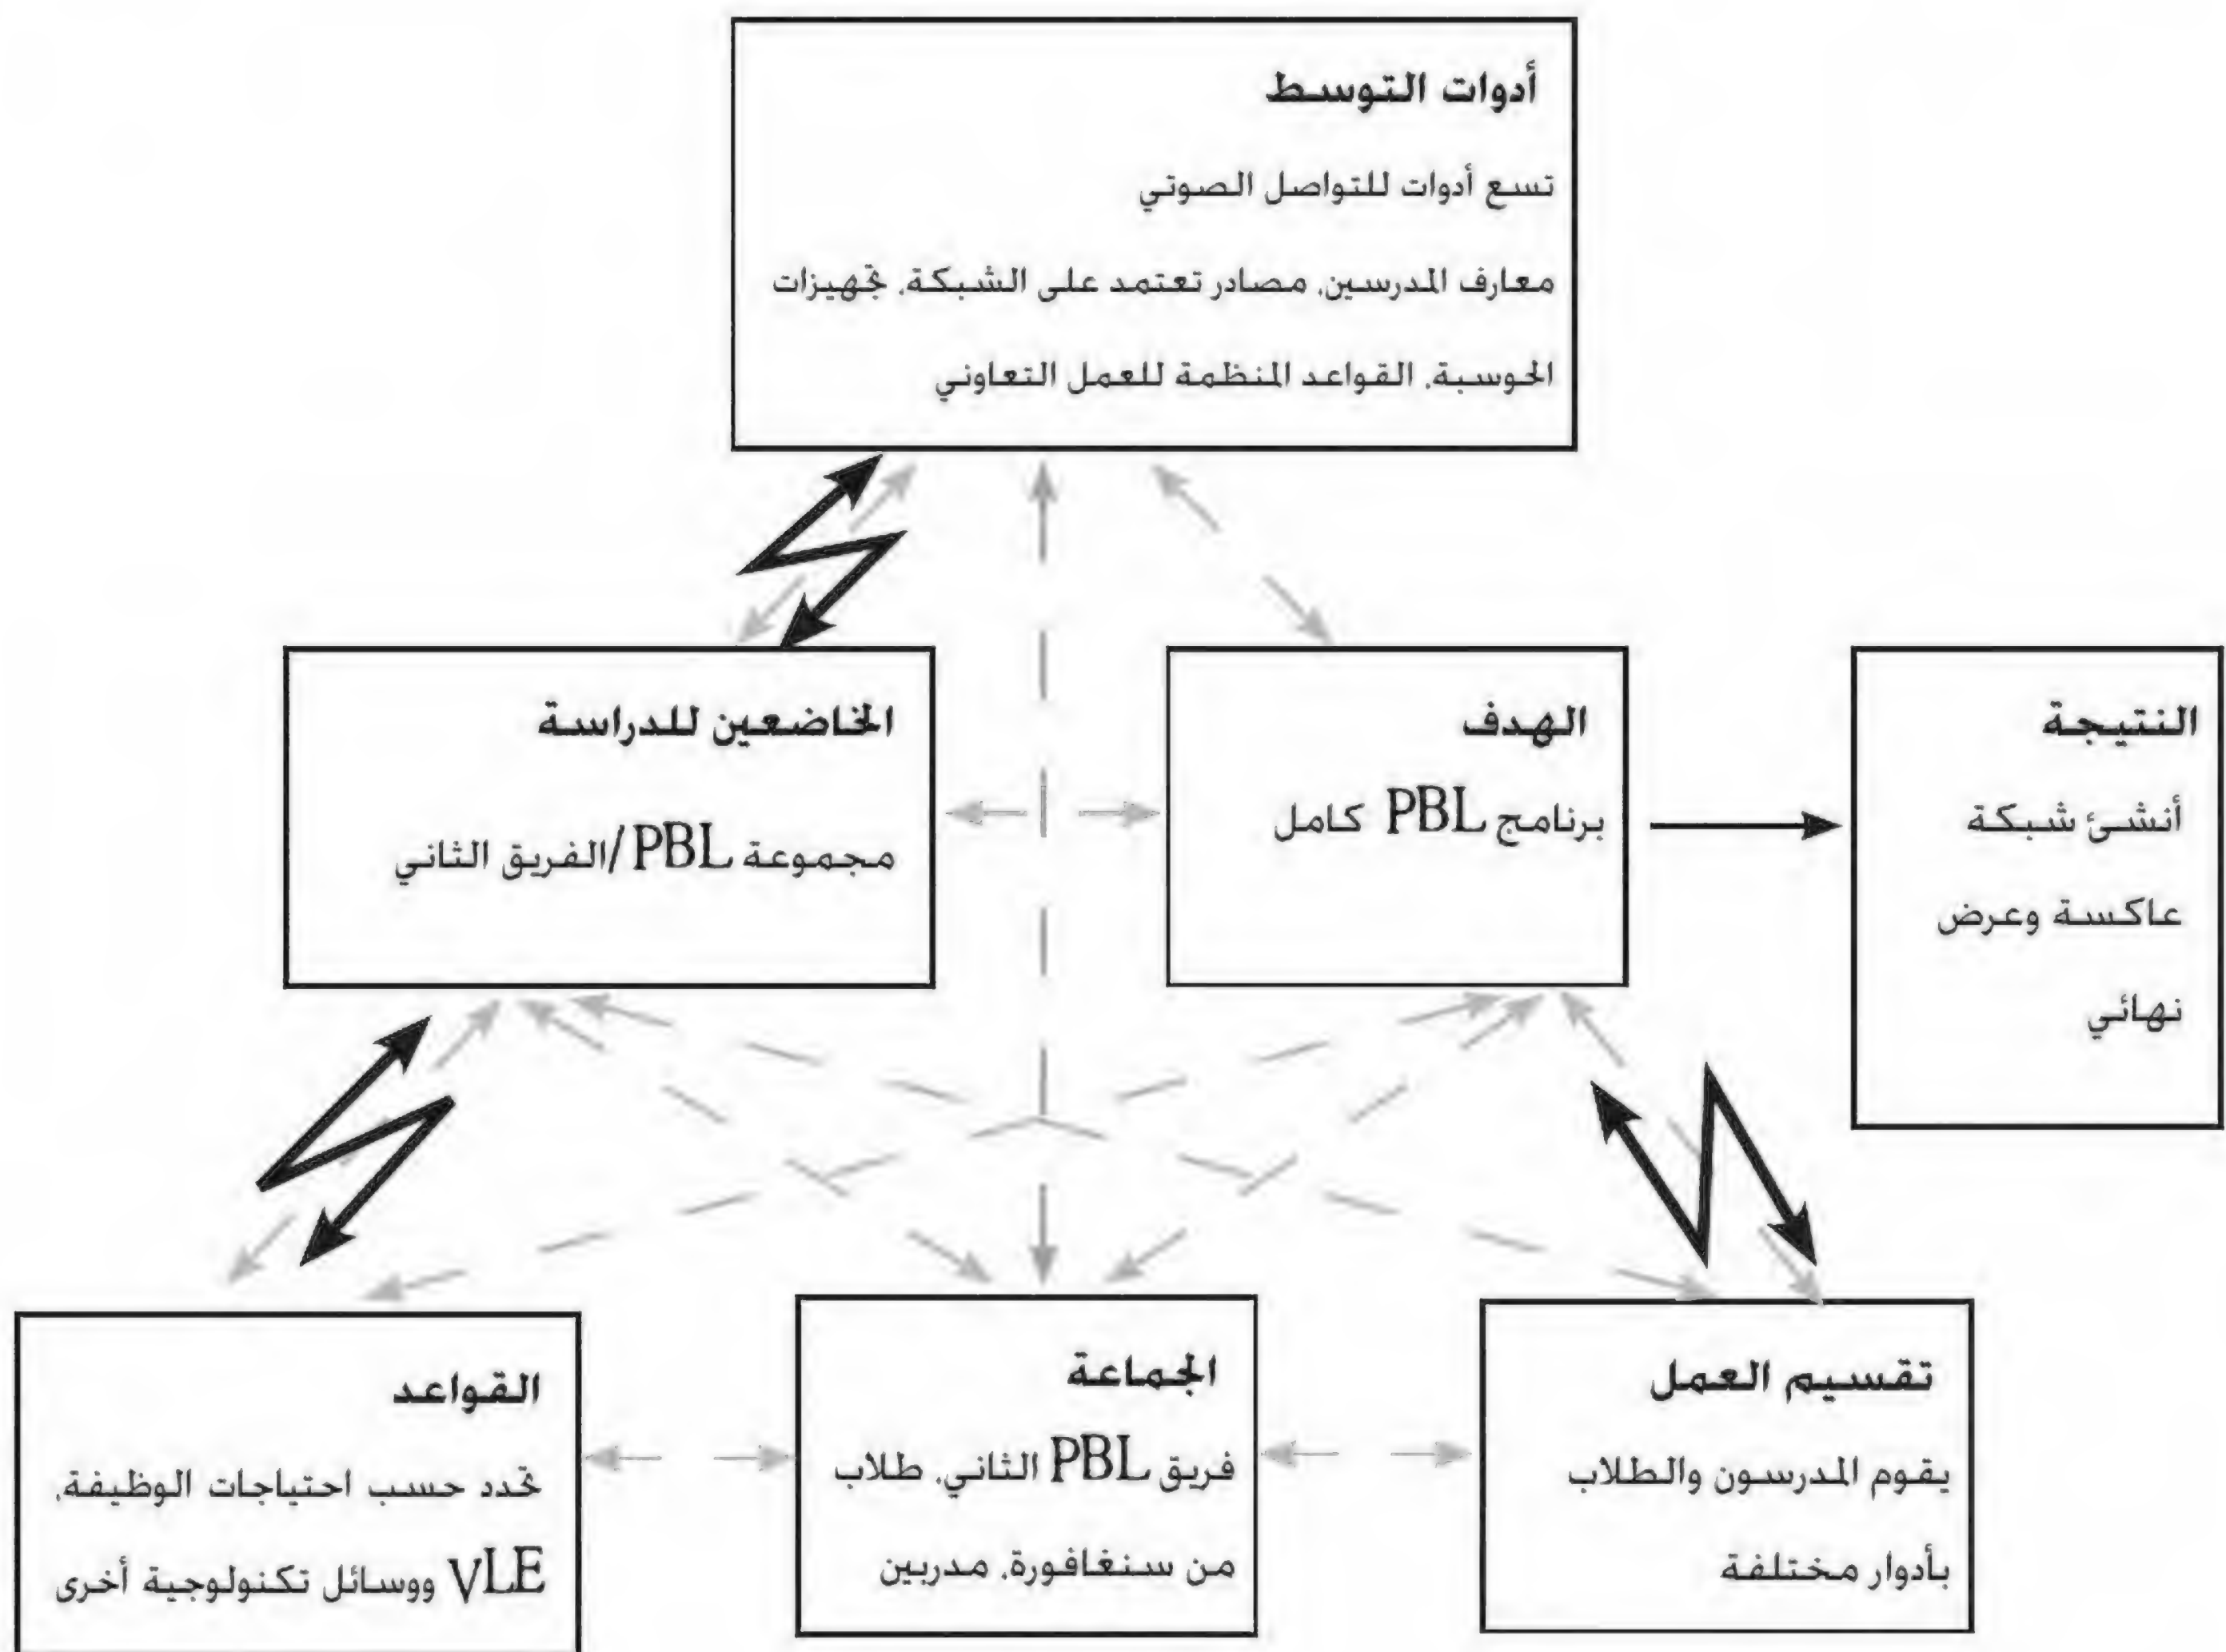 أدوات التوسط
تسع أدوات للتواصل الصوتي
معارف المدرسين، مصادر تعتمد على الشبكة، تجهيزات
الحوسبة، القواعد المنظمة للعمل التعاوني
النتيجة
أنشئ شبكة
عاكسة وعرض
نهائي
الهدف
برنامج PBL كامل
الخاضعين للدراسة
مجموعة PBL/الفريق الثاني
تقسيم العمل
يقوم المدرسون والطلاب
بأدوار مختلفة
الجماعة
فريق PBL الثاني، طلاب
من سنغافورة، مدربين
القواعد
تحدد حسب احتياجات الوظيفة،
VLE ووسائل تكنولوجية أخرى